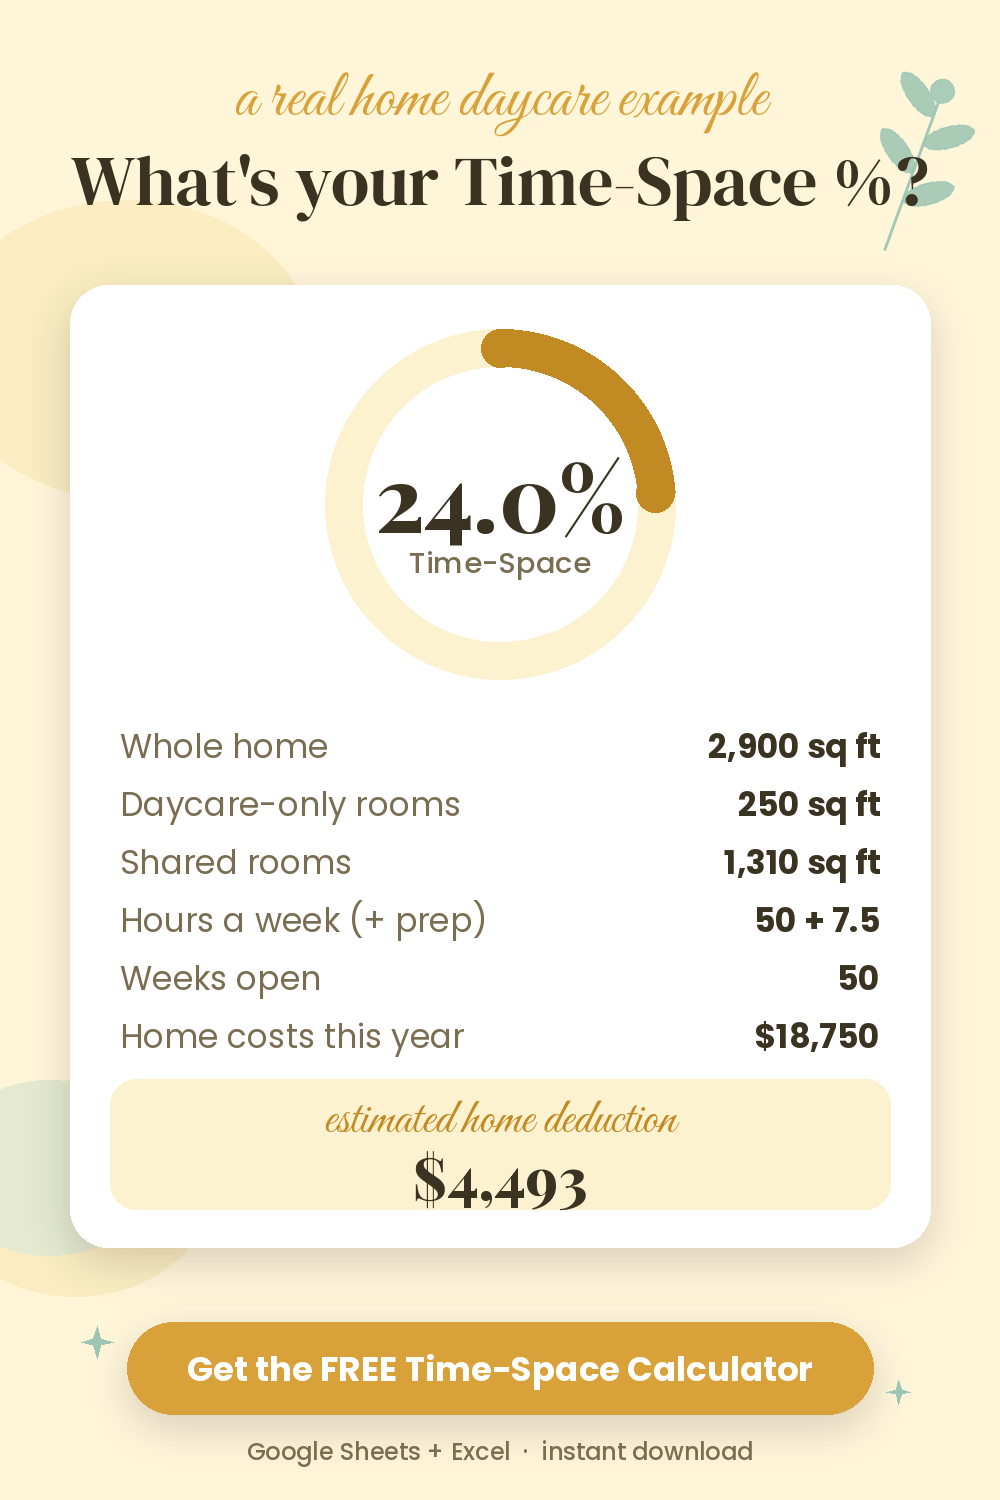 a real home daycare example
What's your Time-Space %?
24.0%
Time-Space
Whole home 2,900 sq ft
Daycare-only rooms 250 sq ft
Shared rooms 1,310 sq ft
Hours a week (+ prep) 50 + 7.5
Weeks open 50
Home costs this year $18,750
estimated home deduction
$4,493
Get the FREE Time-Space Calculator
Google Sheets + Excel · instant download